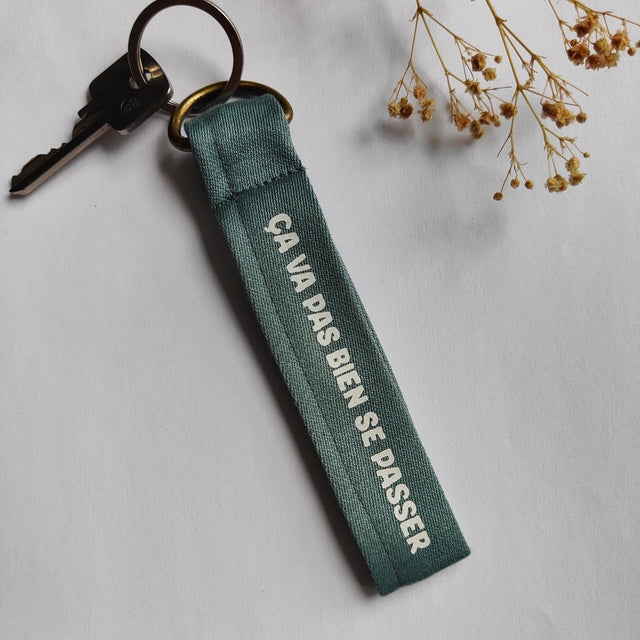 ÇA VA PAS BIEN SE PASSER